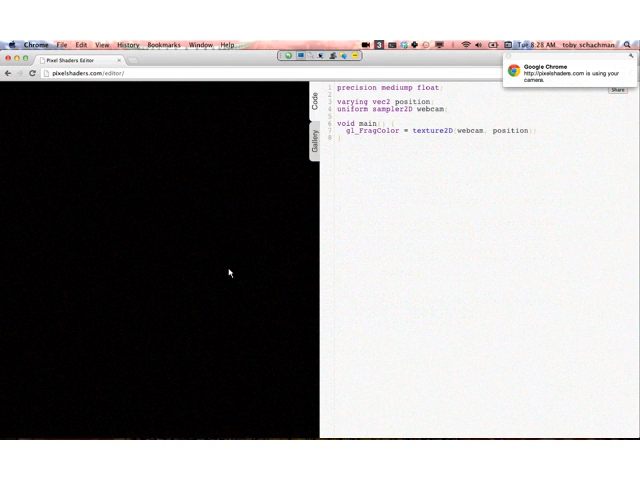 Chrome File Edit View History Bookmarks Window Help
Tue 8:28 AM toby schachman
Pixel Shaders Editor
pixelshaders.com/editor/
Google Chrome
http://pixelshaders.com is using your
camera.
Share
Code
Gallery
1 precision mediump float;
2
3 varying vec2 position;
4 uniform sampler2D webcam;
5
6 void main() {
7 gl_FragColor = texture2D(webcam, position);
8 }